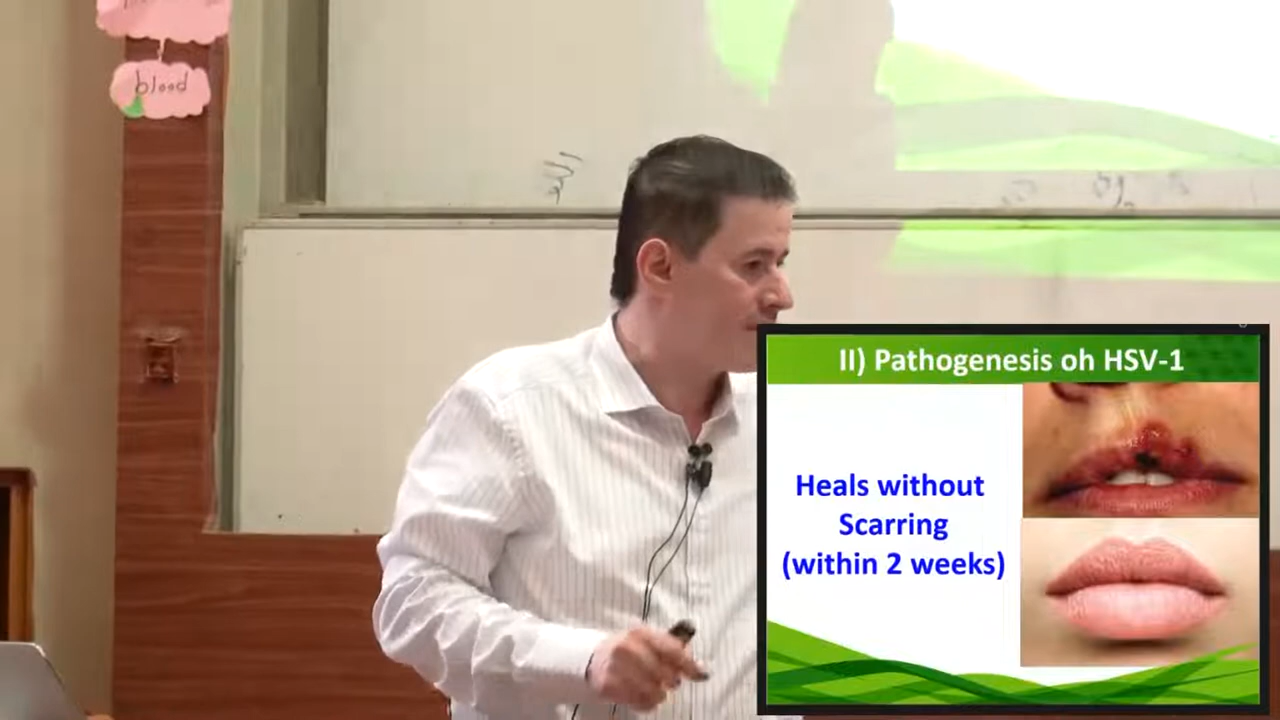 blood
II) Pathogenesis oh HSV-1
Heals without
Scarring
(within 2 weeks)